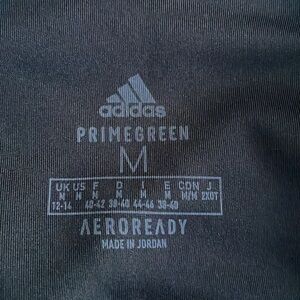 adidas
PRIMEGREEN
M
UK US F D I E CDN J
M M M M M M M/M 2XOT
12-14 40-42 38-40 44-46 38-40
AEROREADY
MADE IN JORDAN